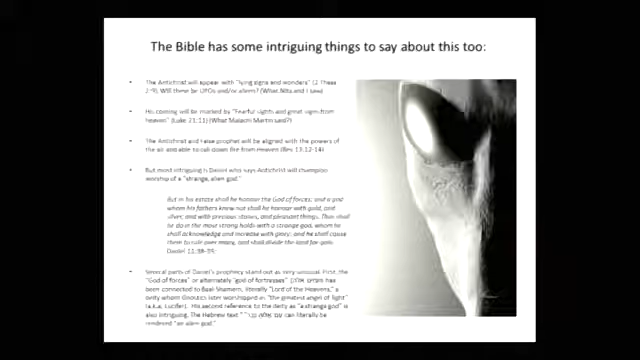 The Bible has some intriguing things to say about this too:
• The Antichrist will appear with "lying signs and wonders" (2 Thess
2:9). Will these be UFOs and/or aliens? (What Nita and I saw)
• His coming will be marked by "Fearful sights and great signs from
heaven" (Luke 21:11) (What Malachi Martin said?)
• The Antichrist and False prophet will be aligned with the powers of
the air and able to call down fire from Heaven (Rev 13:12-14)
• But most intriguing is Daniel who says Antichrist will champion
worship of a "strange, alien god."
But in his estate shall he honour the God of forces: and a god
whom his fathers knew not shall he honour with gold, and
silver, and with precious stones, and pleasant things. Thus shall
he do in the most strong holds with a strange god, whom he
shall acknowledge and increase with glory: and he shall cause
them to rule over many, and shall divide the land for gain.
Daniel 11:38-39.
• Several parts of Daniel's prophecy stand out as very unusual. First, the
"God of forces" or alternately "god of fortresses"
has been connected to Baal-Shamem, literally "Lord of the Heavens," a
deity whom Gnostics later worshipped as "the greatest angel of light"
(a.k.a. Lucifer). His second reference to the deity as "a strange god" is
also intriguing. The Hebrew text " " can literally be
rendered "an alien god."